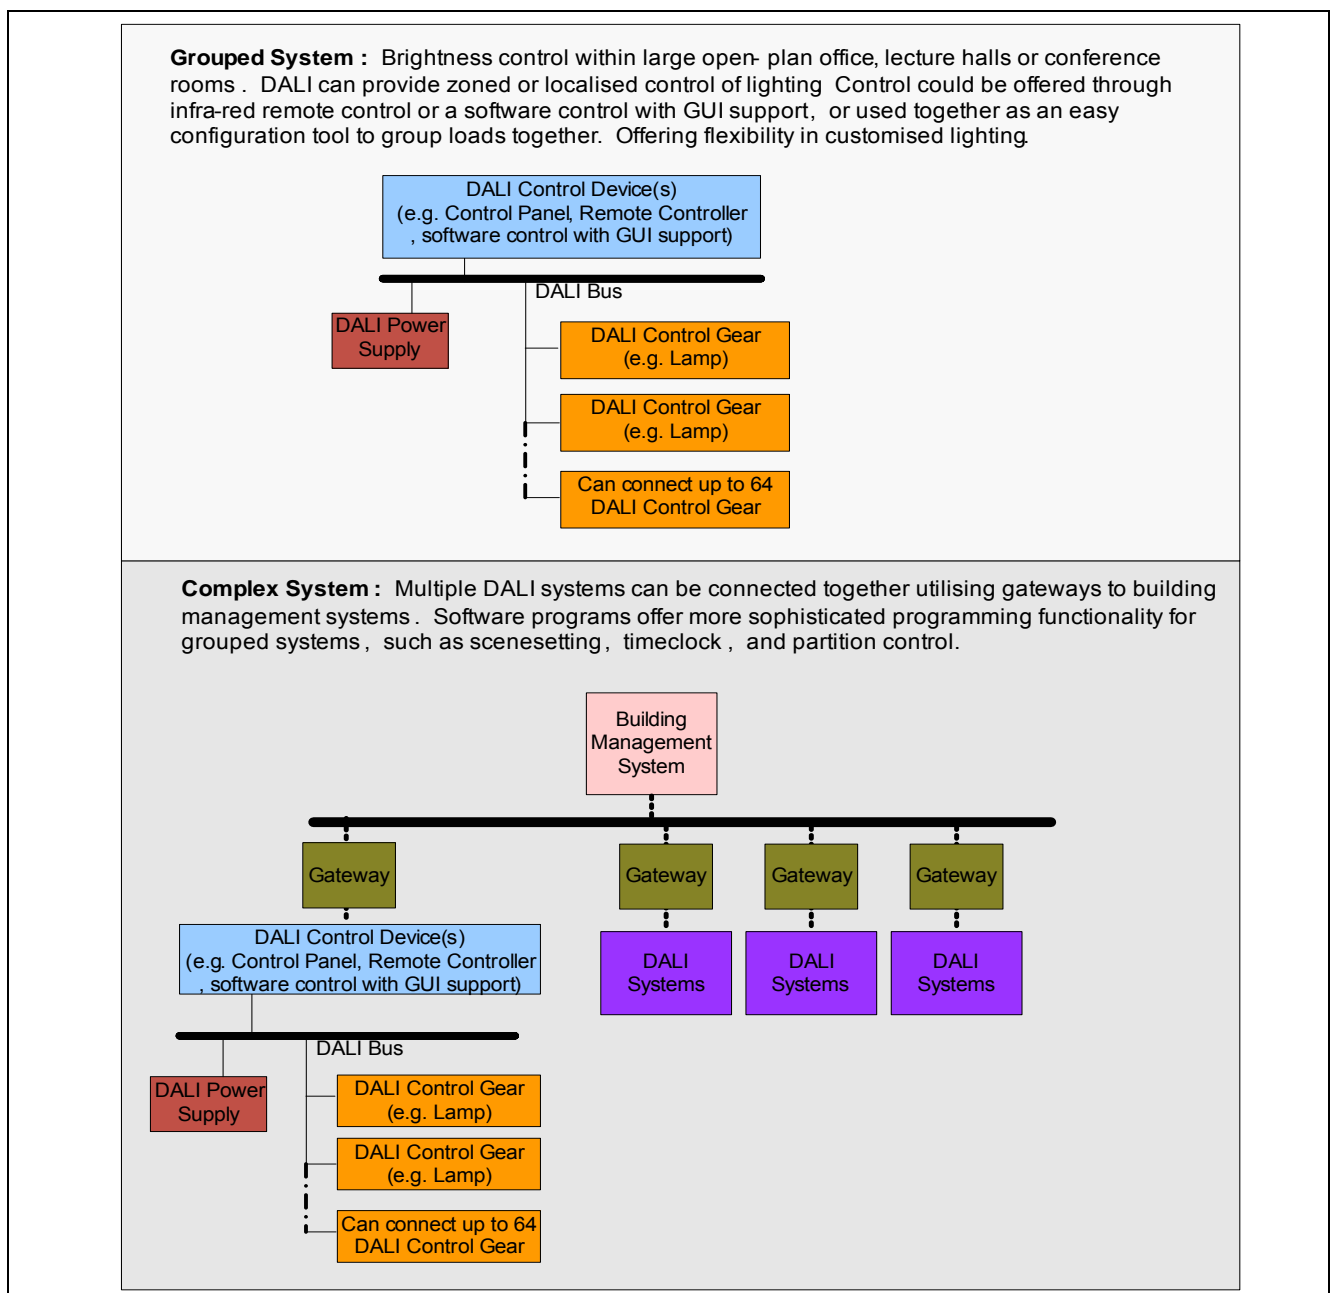 Grouped System : Brightness control within large open- plan office, lecture halls or conference
rooms . DALI can provide zoned or localised control of lighting Control could be offered through
infra-red remote control or a software control with GUI support, or used together as an easy
configuration tool to group loads together. Offering flexibility in customised lighting.
DALI Control Device(s)
(e.g. Control Panel, Remote Controller
, software control with GUI support)
DALI Bus
DALI Power
Supply
DALI Control Gear
(e.g. Lamp)
DALI Control Gear
(e.g. Lamp)
Can connect up to 64
DALI Control Gear
Complex System : Multiple DALI systems can be connected together utilising gateways to building
management systems . Software programs offer more sophisticated programming functionality for
grouped systems , such as scenesetting , timeclock , and partition control.
Building
Management
System
Gateway
Gateway
Gateway
Gateway
DALI Control Device(s)
(e.g. Control Panel, Remote Controller
, software control with GUI support)
DALI
Systems
DALI
Systems
DALI
Systems
DALI Bus
DALI Power
Supply
DALI Control Gear
(e.g. Lamp)
DALI Control Gear
(e.g. Lamp)
Can connect up to 64
DALI Control Gear